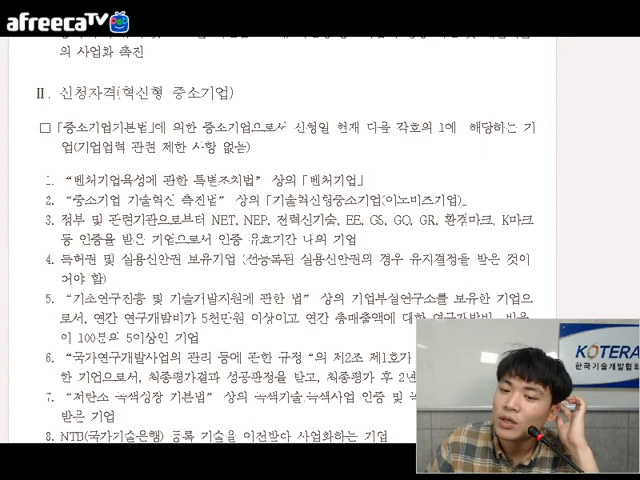 afreecaTV
의 사업화 촉진
Ⅱ. 신청자격(혁신형 중소기업)
□ 「중소기업기본법」에 의한 중소기업으로서 신청일 현재 다음 각호의 1에 해당하는 기
업(기업업력 관련 제한 사항 없음)
1. “벤처기업육성에 관한 특별조치법” 상의 「벤처기업」
2. “중소기업 기술혁신 촉진법” 상의 「기술혁신형중소기업(이노비즈기업)」
3. 정부 및 관련기관으로부터 NET, NEP, 전력신기술, EE, GS, GQ, GR, 환경마크, K마크
등 인증을 받은 기업으로서 인증 유효기간 내의 기업
4. 특허권 및 실용신안권 보유기업 (선등록된 실용신안권의 경우 유지결정을 받은 것이
어야 함)
5. “기초연구진흥 및 기술개발지원에 관한 법” 상의 기업부설연구소를 보유한 기업으
로서, 연간 연구개발비가 5천만원 이상이고 연간 총매출액에 대한 연구개발비
이 100분의 5이상인 기업
6. “국가연구개발사업의 관리 등에 관한 규정 “의 제2조 제1호가
한 기업으로서, 최종평가결과 성공판정을 받고, 최종평가 후 2년
7. “저탄소 녹색성장 기본법” 상의 녹색기술·녹색사업 인증 및 녹
받은 기업
8. NTB(국가기술은행) 등록 기술을 이전받아 사업화하는 기업
KOTERA
한국기술개발협회